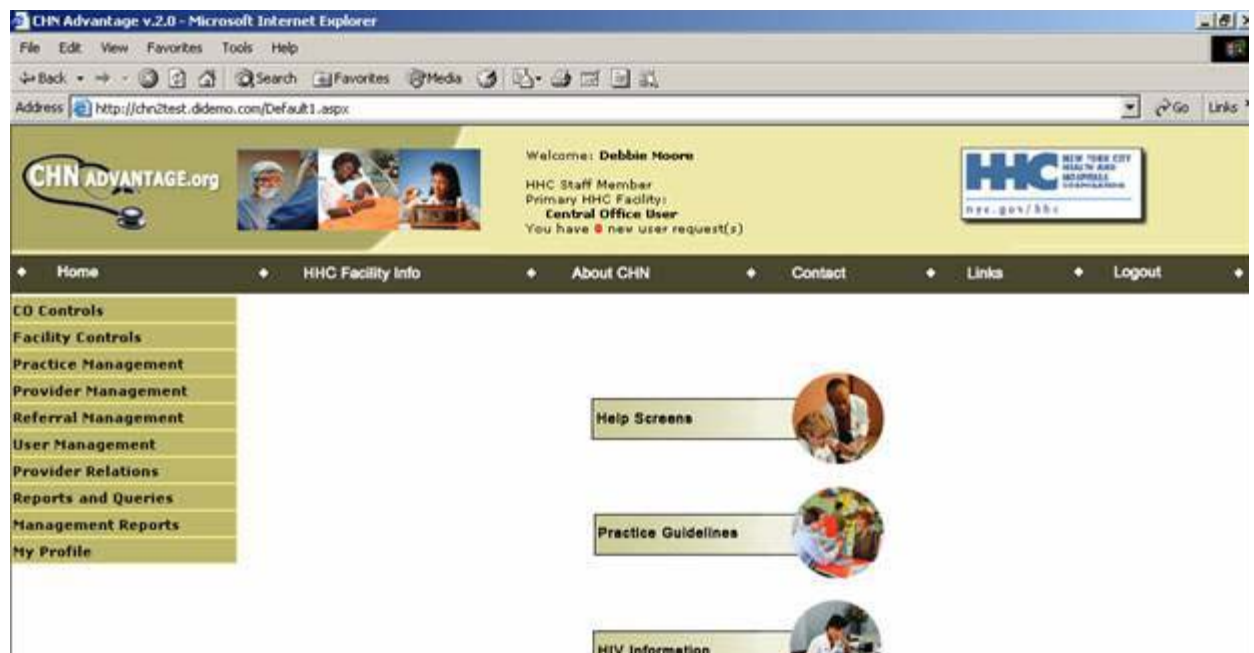 CHN Advantage v.2.0 - Microsoft Internet Explorer
File Edit View Favorites Tools Help
Back Search Favorites Media
Address http://chn2test.didemo.com/Default1.aspx Go Links
CHN ADVANTAGE.org
Welcome: Debbie Moore
HHC Staff Member
Primary HHC Facility:
Central Office User
You have 0 new user request(s)
HHC
NEW YORK CITY
HEALTH AND
HOSPITALS
CORPORATION
nyc.gov/hhc
Home HHC Facility Info About CHN Contact Links Logout
CO Controls
Facility Controls
Practice Management
Provider Management
Referral Management
User Management
Provider Relations
Reports and Queries
Management Reports
My Profile
Help Screens
Practice Guidelines
HIV Information